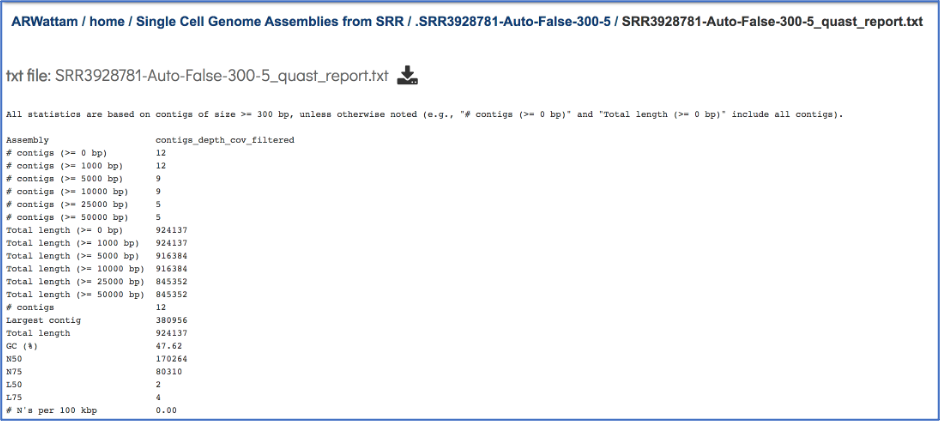 ARWattam / home / Single Cell Genome Assemblies from SRR / .SRR3928781-Auto-False-300-5 / SRR3928781-Auto-False-300-5_quast_report.txt
txt file: SRR3928781-Auto-False-300-5_quast_report.txt
All statistics are based on contigs of size >= 300 bp, unless otherwise noted (e.g., "# contigs (>= 0 bp)" and "Total length (>= 0 bp)" include all contigs).
Assembly contigs_depth_cov_filtered
# contigs (>= 0 bp) 12
# contigs (>= 1000 bp) 12
# contigs (>= 5000 bp) 9
# contigs (>= 10000 bp) 9
# contigs (>= 25000 bp) 5
# contigs (>= 50000 bp) 5
Total length (>= 0 bp) 924137
Total length (>= 1000 bp) 924137
Total length (>= 5000 bp) 916384
Total length (>= 10000 bp) 916384
Total length (>= 25000 bp) 845352
Total length (>= 50000 bp) 845352
# contigs 12
Largest contig 380956
Total length 924137
GC (%) 47.62
N50 170264
N75 80310
L50 2
L75 4
# N's per 100 kbp 0.00